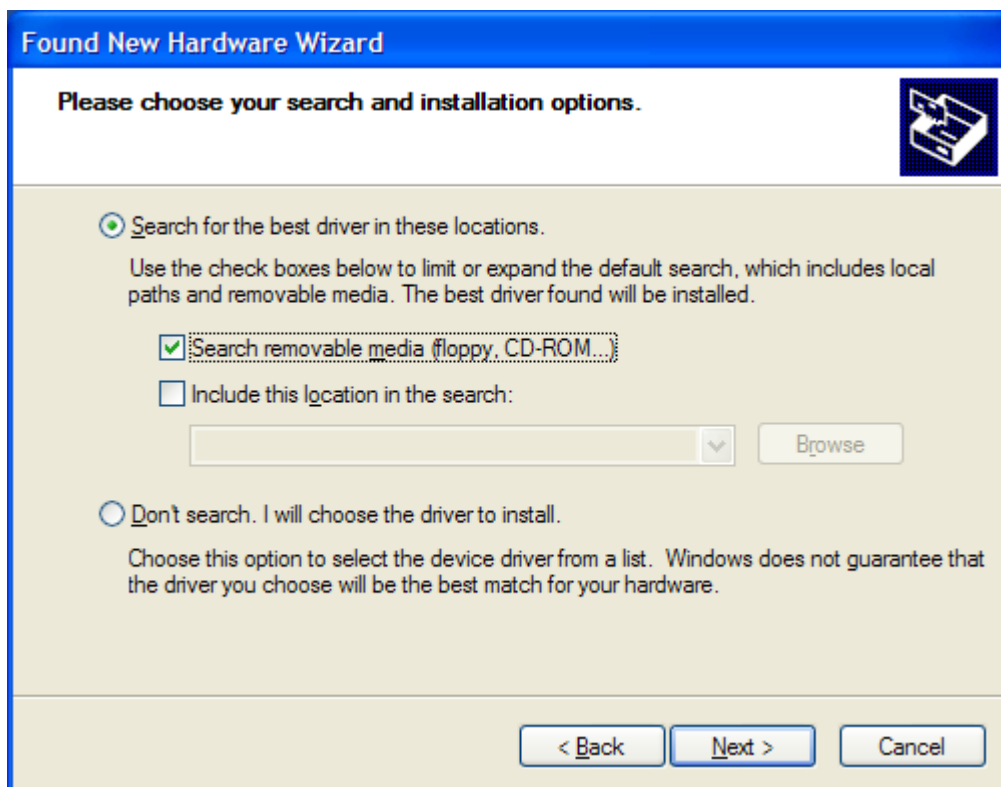 Found New Hardware Wizard
Please choose your search and installation options.
Search for the best driver in these locations.
Use the check boxes below to limit or expand the default search, which includes local
paths and removable media. The best driver found will be installed.
Search removable media (floppy, CD-ROM...)
Include this location in the search:
Browse
Don't search. I will choose the driver to install.
Choose this option to select the device driver from a list.  Windows does not guarantee that
the driver you choose will be the best match for your hardware.
< Back
Next >
Cancel